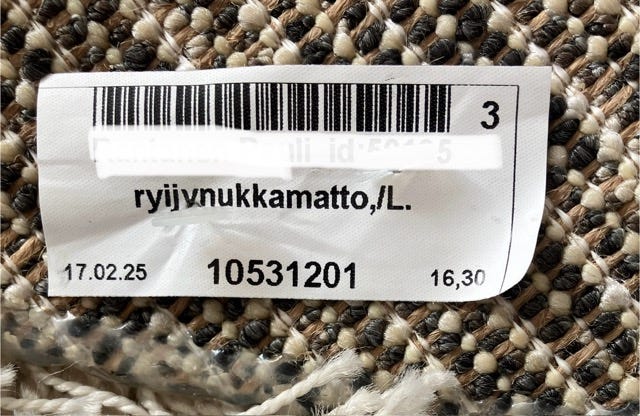 3
ryijynukkamatto,/L.
17.02.25 10531201 16,30